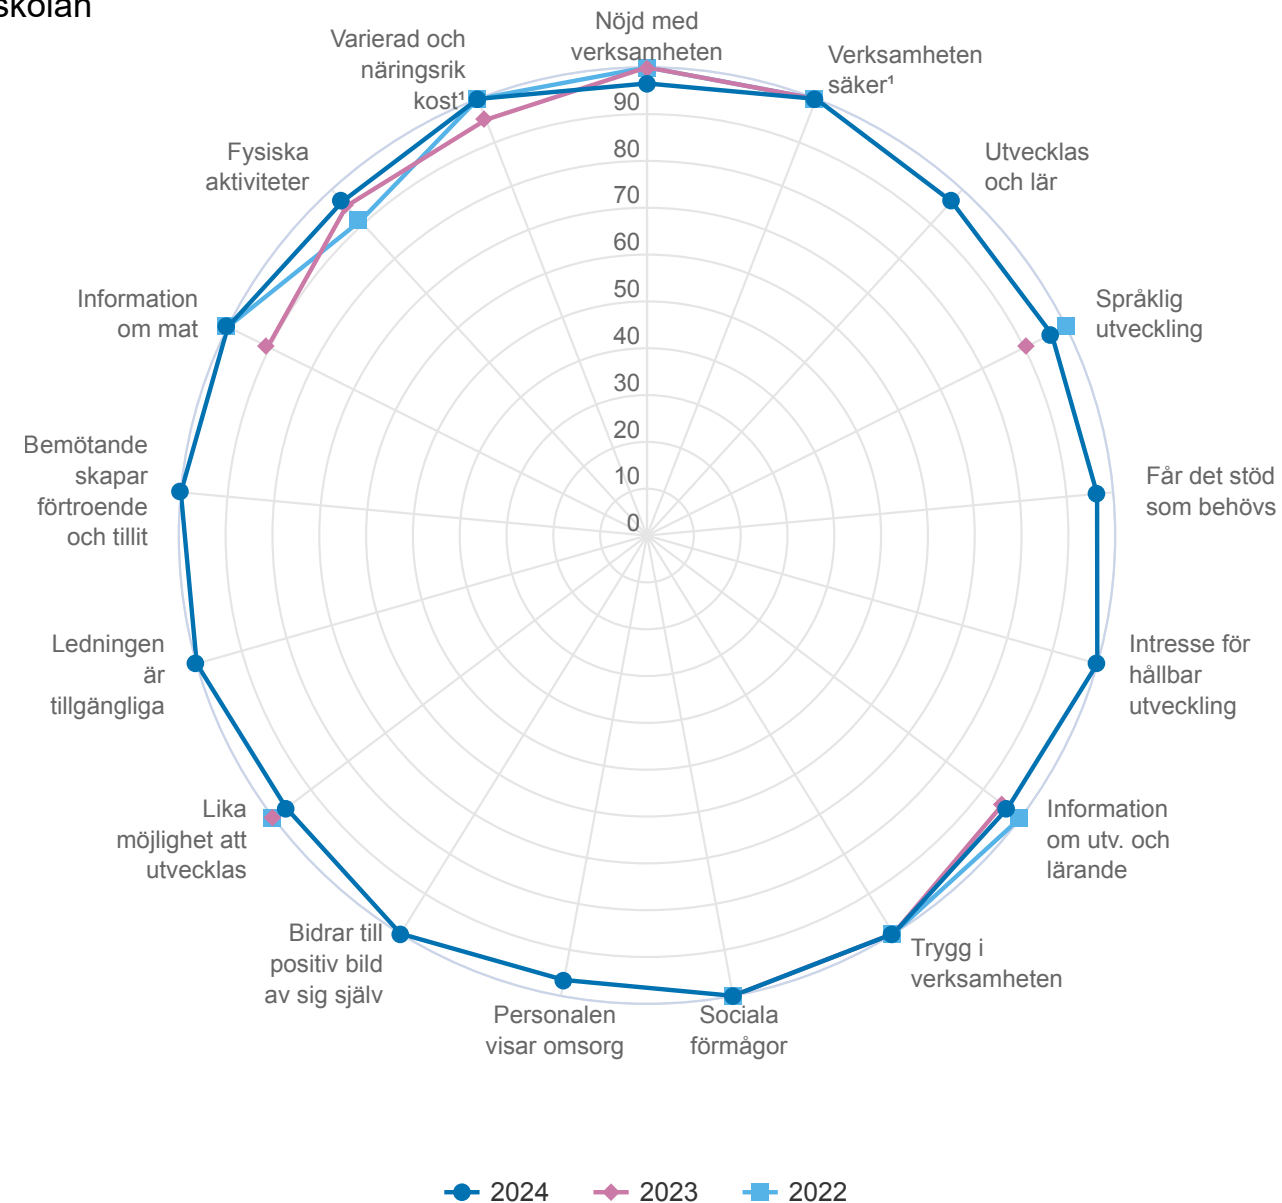 skolan
Nöjd med
verksamheten
Verksamheten
säker¹
Utvecklas
och lär
Språklig
utveckling
Får det stöd
som behövs
Intresse för
hållbar
utveckling
Information
om utv. och
lärande
Trygg i
verksamheten
Sociala
förmågor
Personalen
visar omsorg
Bidrar till
positiv bild
av sig själv
Lika
möjlighet att
utvecklas
Ledningen
är
tillgängliga
Bemötande
skapar
förtroende
och tillit
Information
om mat
Fysiska
aktiviteter
Varierad och
näringsrik
kost¹
90
80
70
60
50
40
30
20
10
0
2024 2023 2022